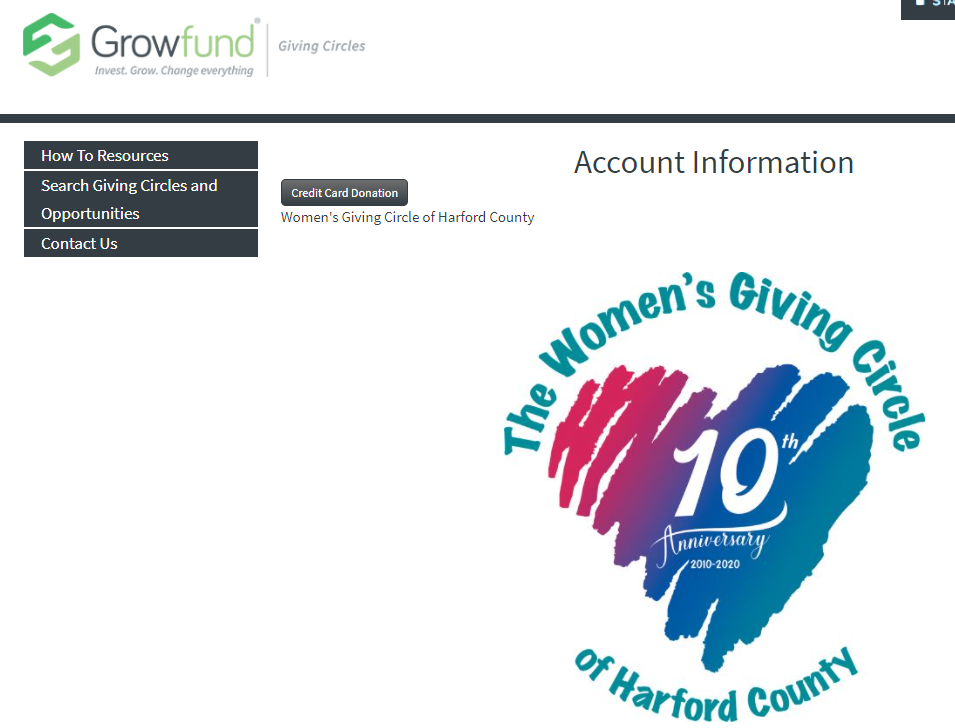 Growfund®
Giving Circles
Invest. Grow. Change everything
How To Resources
Search Giving Circles and
Opportunities
Contact Us
Account Information
Credit Card Donation
Women's Giving Circle of Harford County
The Women's Giving Circle
10th
Anniversary
2010-2020
of Harford County